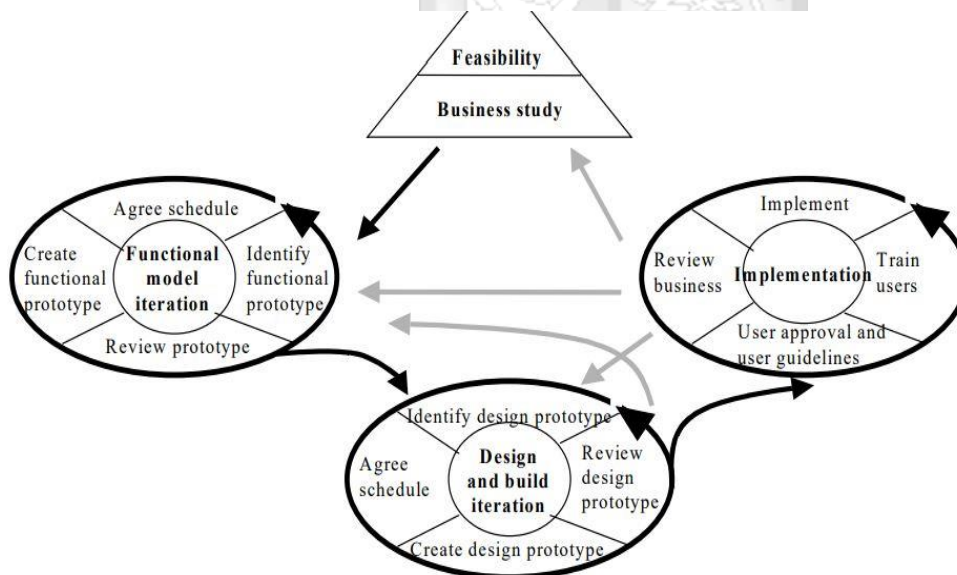 Feasibility
Business study
Agree schedule
Create
functional
prototype
Functional
model
iteration
Identify
functional
prototype
Review prototype
Implement
Review
business
Implementation
Train
users
User approval and
user guidelines
Identify design prototype
Agree
schedule
Design
and build
iteration
Review
design
prototype
Create design prototype